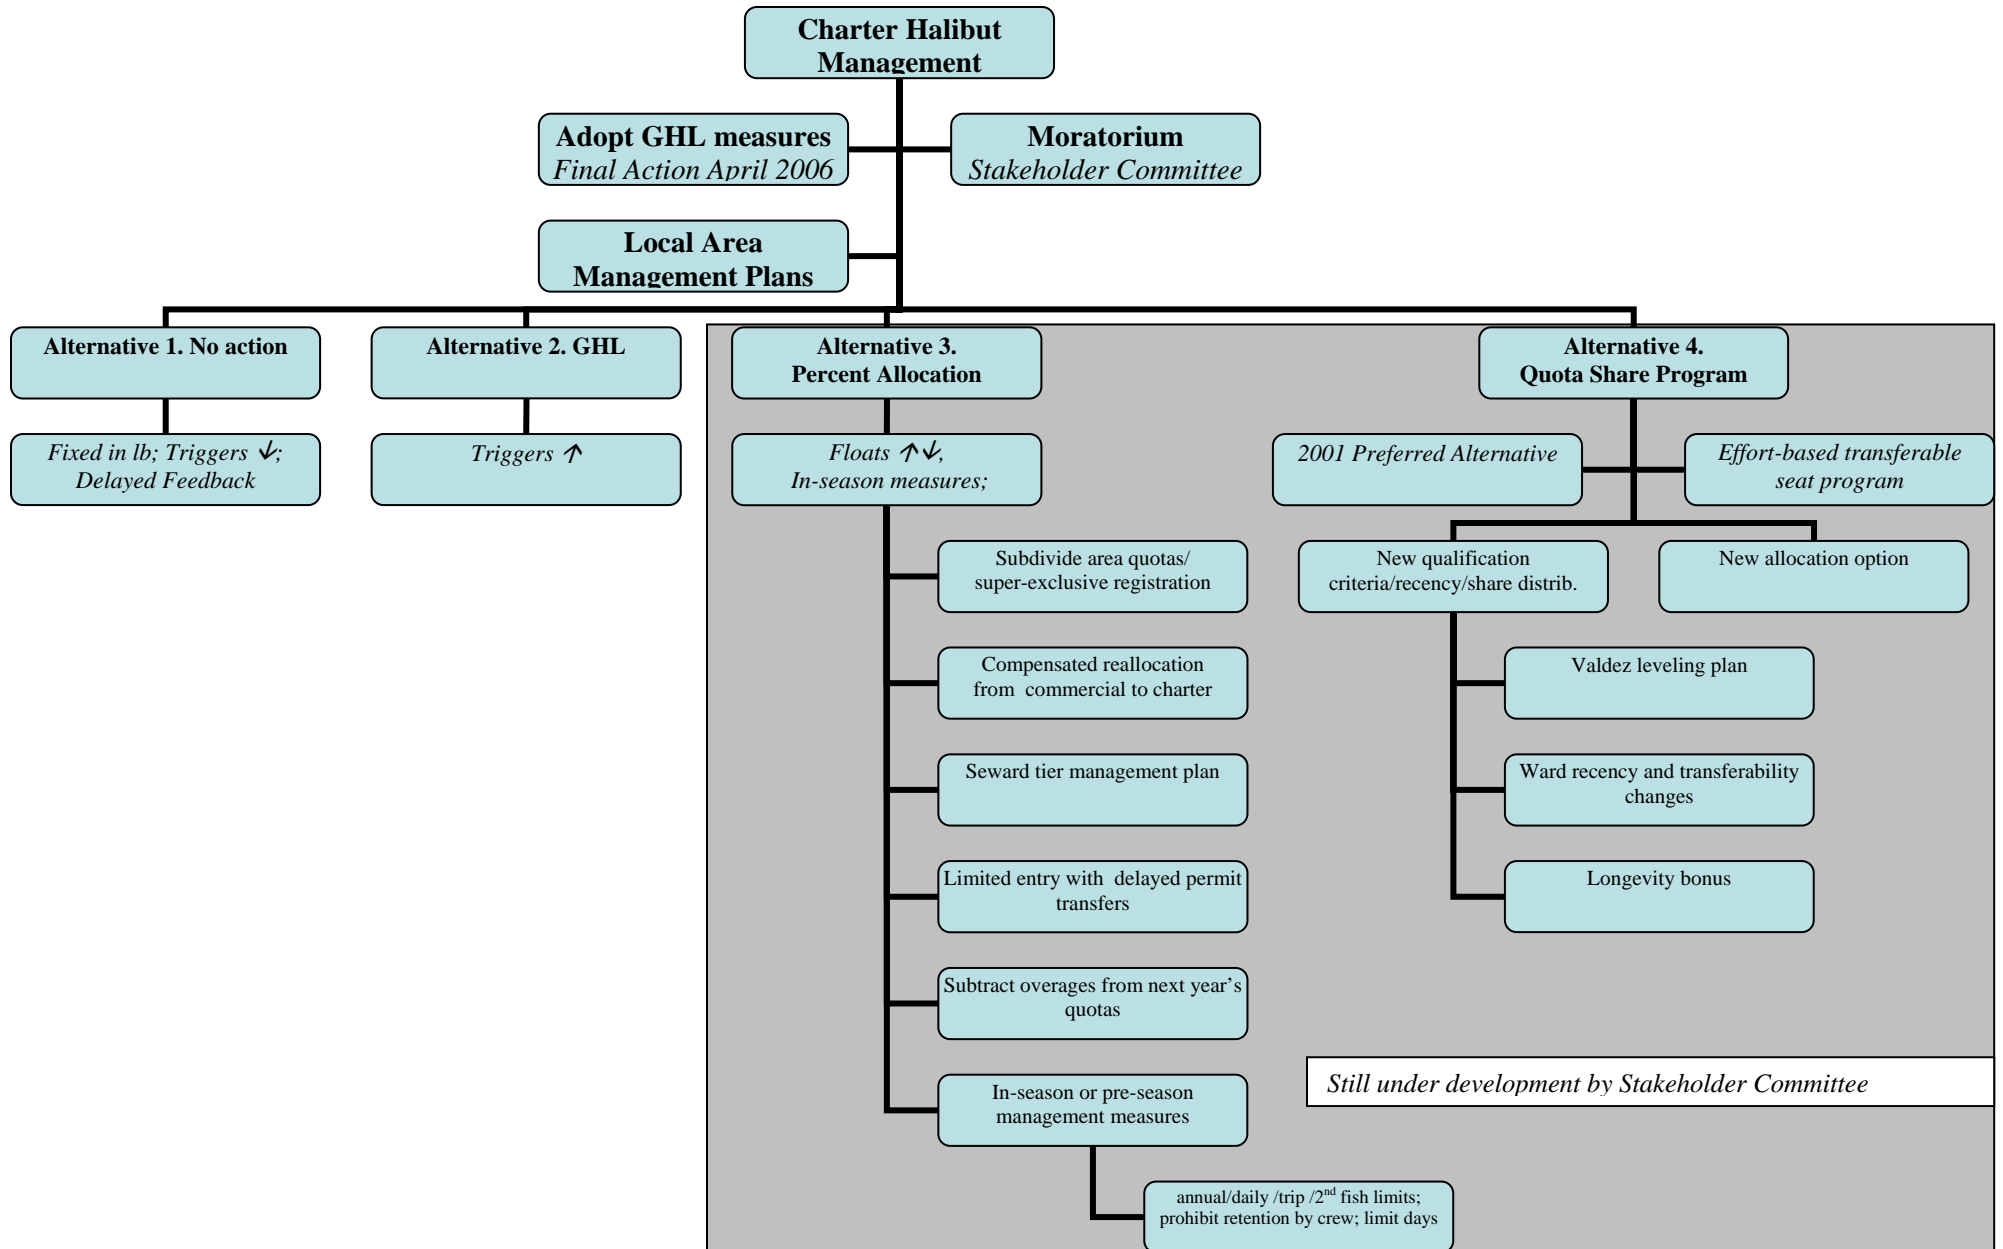 Charter Halibut
Management
Adopt GHL measures
Final Action April 2006
Moratorium
Stakeholder Committee
Local Area
Management Plans
Alternative 1. No action
Alternative 2. GHL
Alternative 3.
Percent Allocation
Alternative 4.
Quota Share Program
Fixed in lb; Triggers ↓;
Delayed Feedback
Triggers ↑
Floats ↑↓,
In-season measures;
2001 Preferred Alternative
Effort-based transferable
seat program
Subdivide area quotas/
super-exclusive registration
New qualification
criteria/recency/share distrib.
New allocation option
Compensated reallocation
from commercial to charter
Valdez leveling plan
Seward tier management plan
Ward recency and transferability
changes
Limited entry with delayed permit
transfers
Longevity bonus
Subtract overages from next year’s
quotas
Still under development by Stakeholder Committee
In-season or pre-season
management measures
annual/daily /trip /2nd fish limits;
prohibit retention by crew; limit days